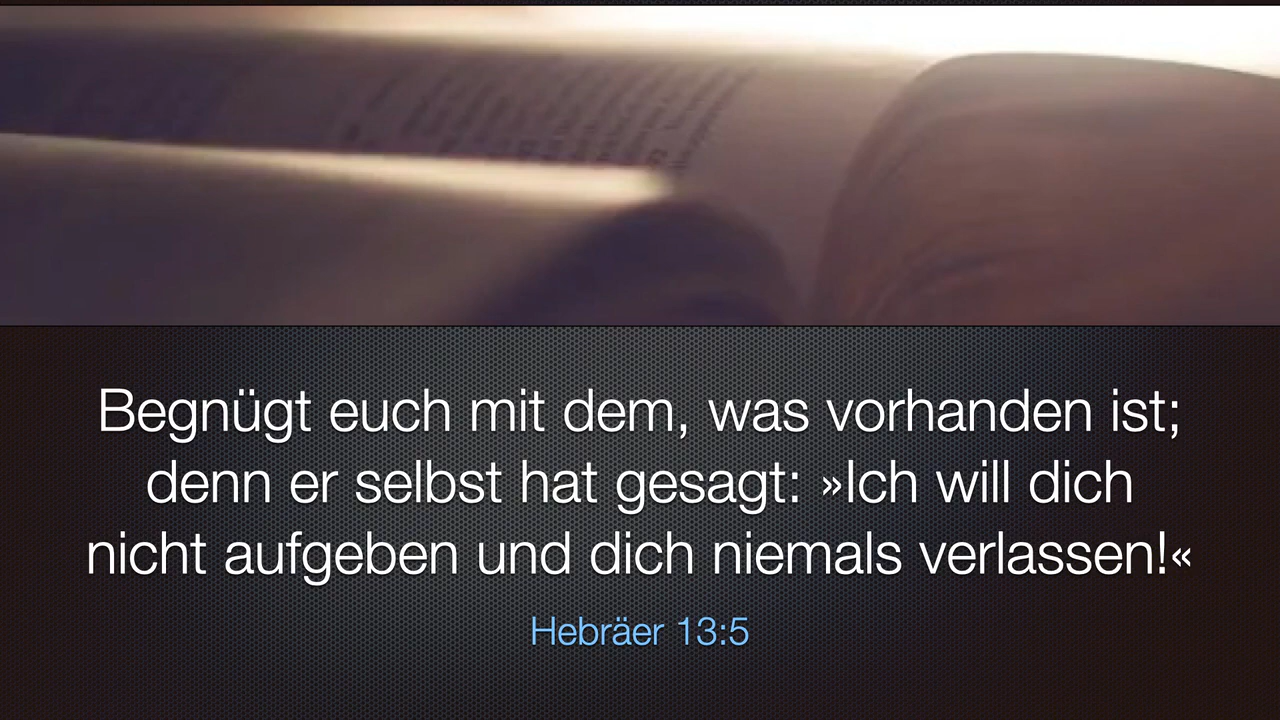 Begnügt euch mit dem, was vorhanden ist;
denn er selbst hat gesagt: »Ich will dich
nicht aufgeben und dich niemals verlassen!«
Hebräer 13:5